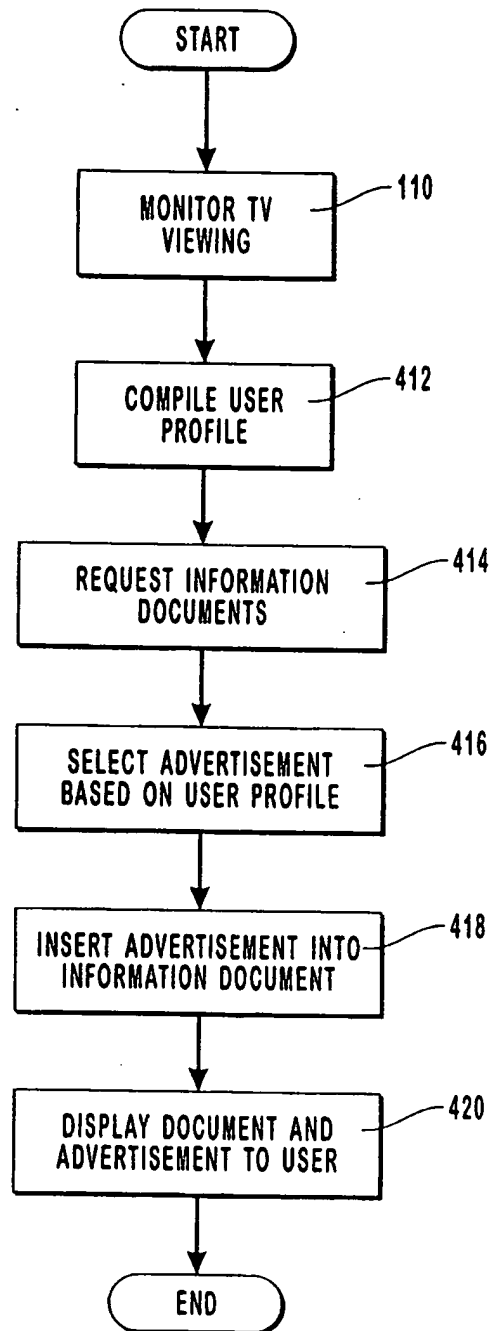 START
MONITOR TV
VIEWING
110
COMPILE USER
PROFILE
412
REQUEST INFORMATION
DOCUMENTS
414
SELECT ADVERTISEMENT
BASED ON USER PROFILE
416
INSERT ADVERTISEMENT INTO
INFORMATION DOCUMENT
418
DISPLAY DOCUMENT AND
ADVERTISEMENT TO USER
420
END